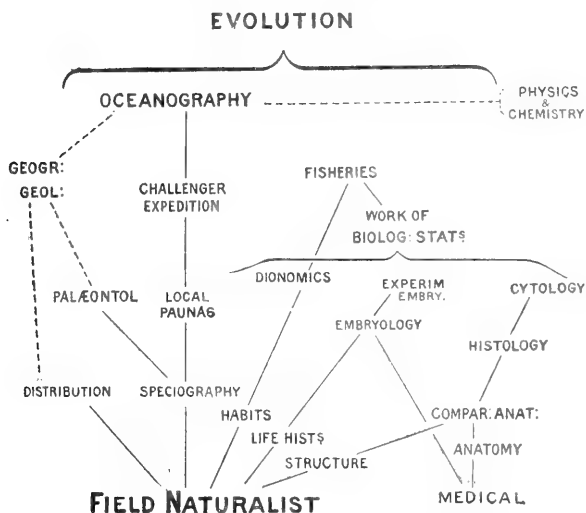 EVOLUTION
OCEANOGRAPHY
PHYSICS
&
CHEMISTRY
GEOGR:
GEOL:
CHALLENGER
EXPEDITION
FISHERIES
WORK OF
BIOLOG: STATS
DIONOMICS
EXPERIM
EMBRY.
CYTOLOGY
PALÆONTOL
LOCAL
PAUNAS
EMBRYOLOGY
HISTOLOGY
DISTRIBUTION
SPECIOGRAPHY
HABITS
COMPAR: ANAT:
LIFE HISTS
ANATOMY
STRUCTURE
FIELD NATURALIST
MEDICAL